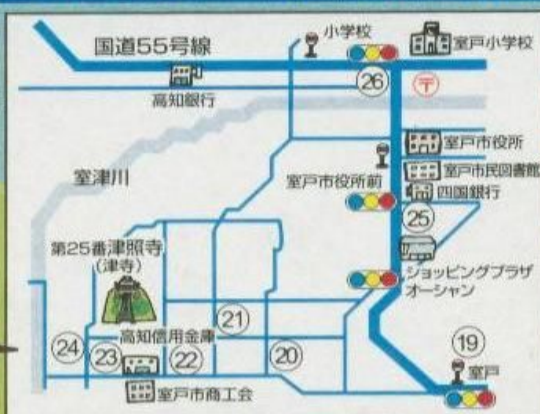 小学校
国道55号線
室戸小学校
高知銀行
26
〒
室戸市役所
室津川
室戸市役所前
室戸市民図書館
四国銀行
25
第25番津照寺
(津寺)
ショッピングプラザ
オーシャン
21
高知信用金庫
19
24
23
22
20
室戸
室戸市商工会